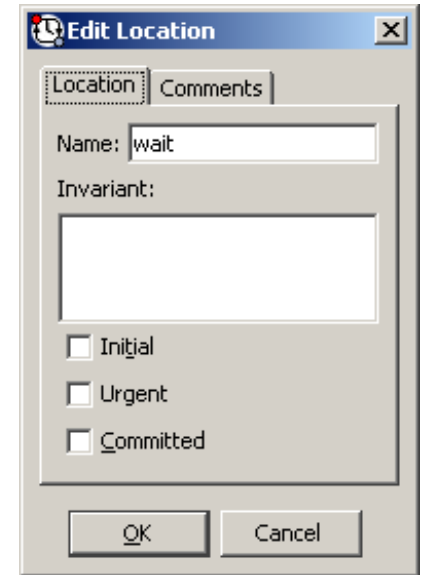 Edit Location
Location Comments
Name: wait
Invariant:
Initial
Urgent
Committed
OK Cancel